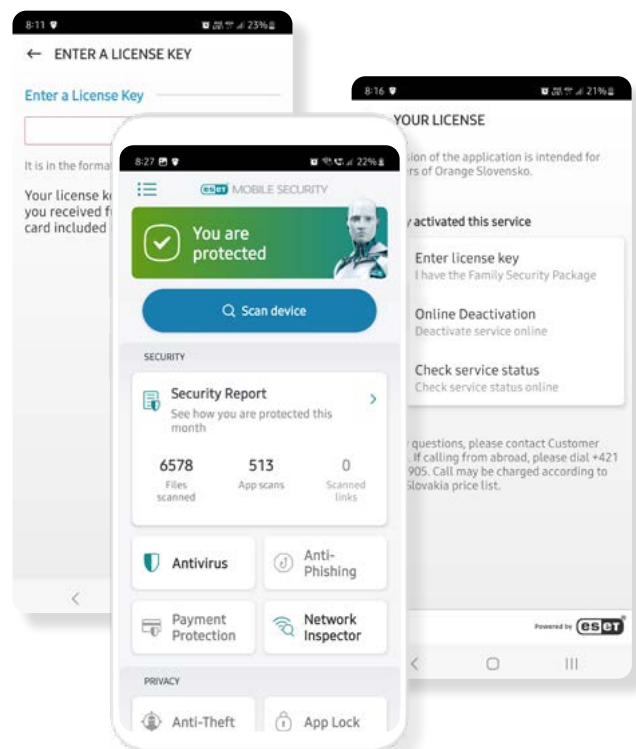 8:11
23%
← ENTER A LICENSE KEY
Enter a License Key
It is in the
Your license
you received
card included
8:27
22%
eset MOBILE SECURITY
You are
protected
Scan device
SECURITY
Security Report
See how you are protected this
month
6578
513
0
Files
scanned
App scans
Scanned
links
Antivirus
Anti-
Phishing
Payment
Protection
Network
Inspector
PRIVACY
Anti-Theft
App Lock
8:16
21%
YOUR LICENSE
of the application is intended for
of Orange Slovensko.
activated this service
Enter license key
I have the Family Security Package
Online Deactivation
Deactivate service online
Check service status
Check service status online
questions, please contact Customer
If calling from abroad, please dial +421
905. Call may be charged according to
Slovakia price list.
Powered by eset